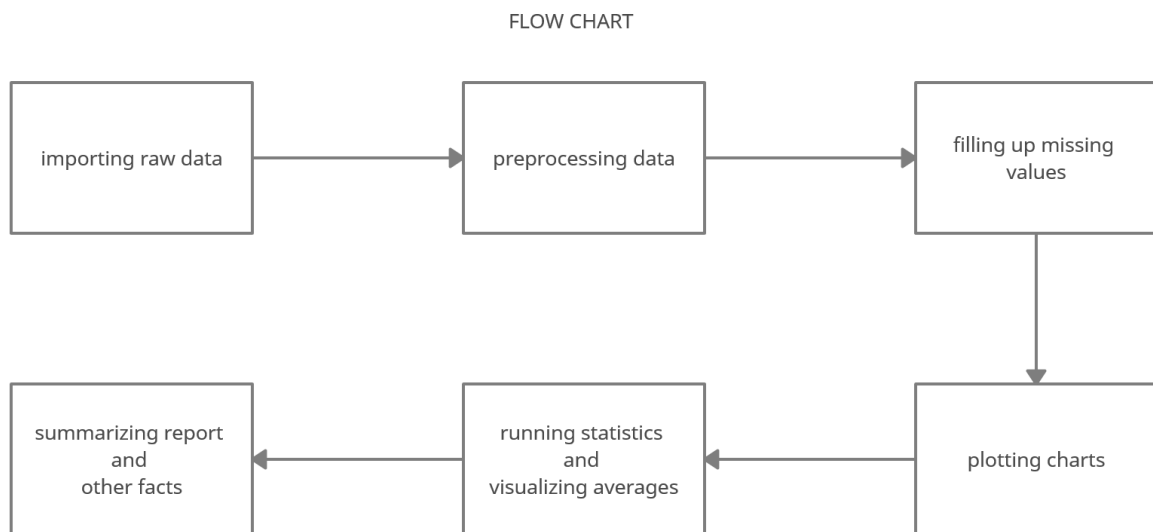 FLOW CHART
importing raw data
preprocessing data
filling up missing
values
plotting charts
running statistics
and
visualizing averages
summarizing report
and
other facts